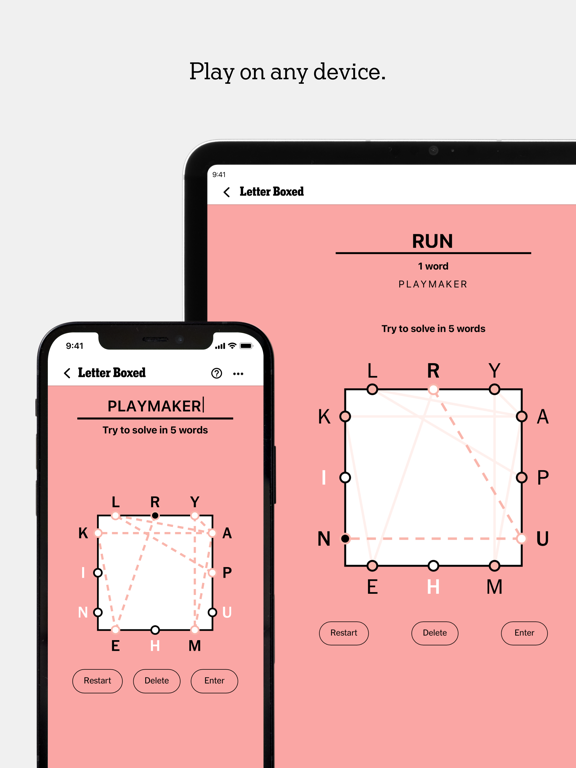 Play on any device.
9:41
Letter Boxed
RUN
1 word
PLAYMAKER
Try to solve in 5 words
L R Y
K A
I P
N U
E H M
Restart Delete Enter
9:41
Letter Boxed
PLAYMAKER
Try to solve in 5 words
L R Y
K A
I P
N U
E H M
Restart Delete Enter